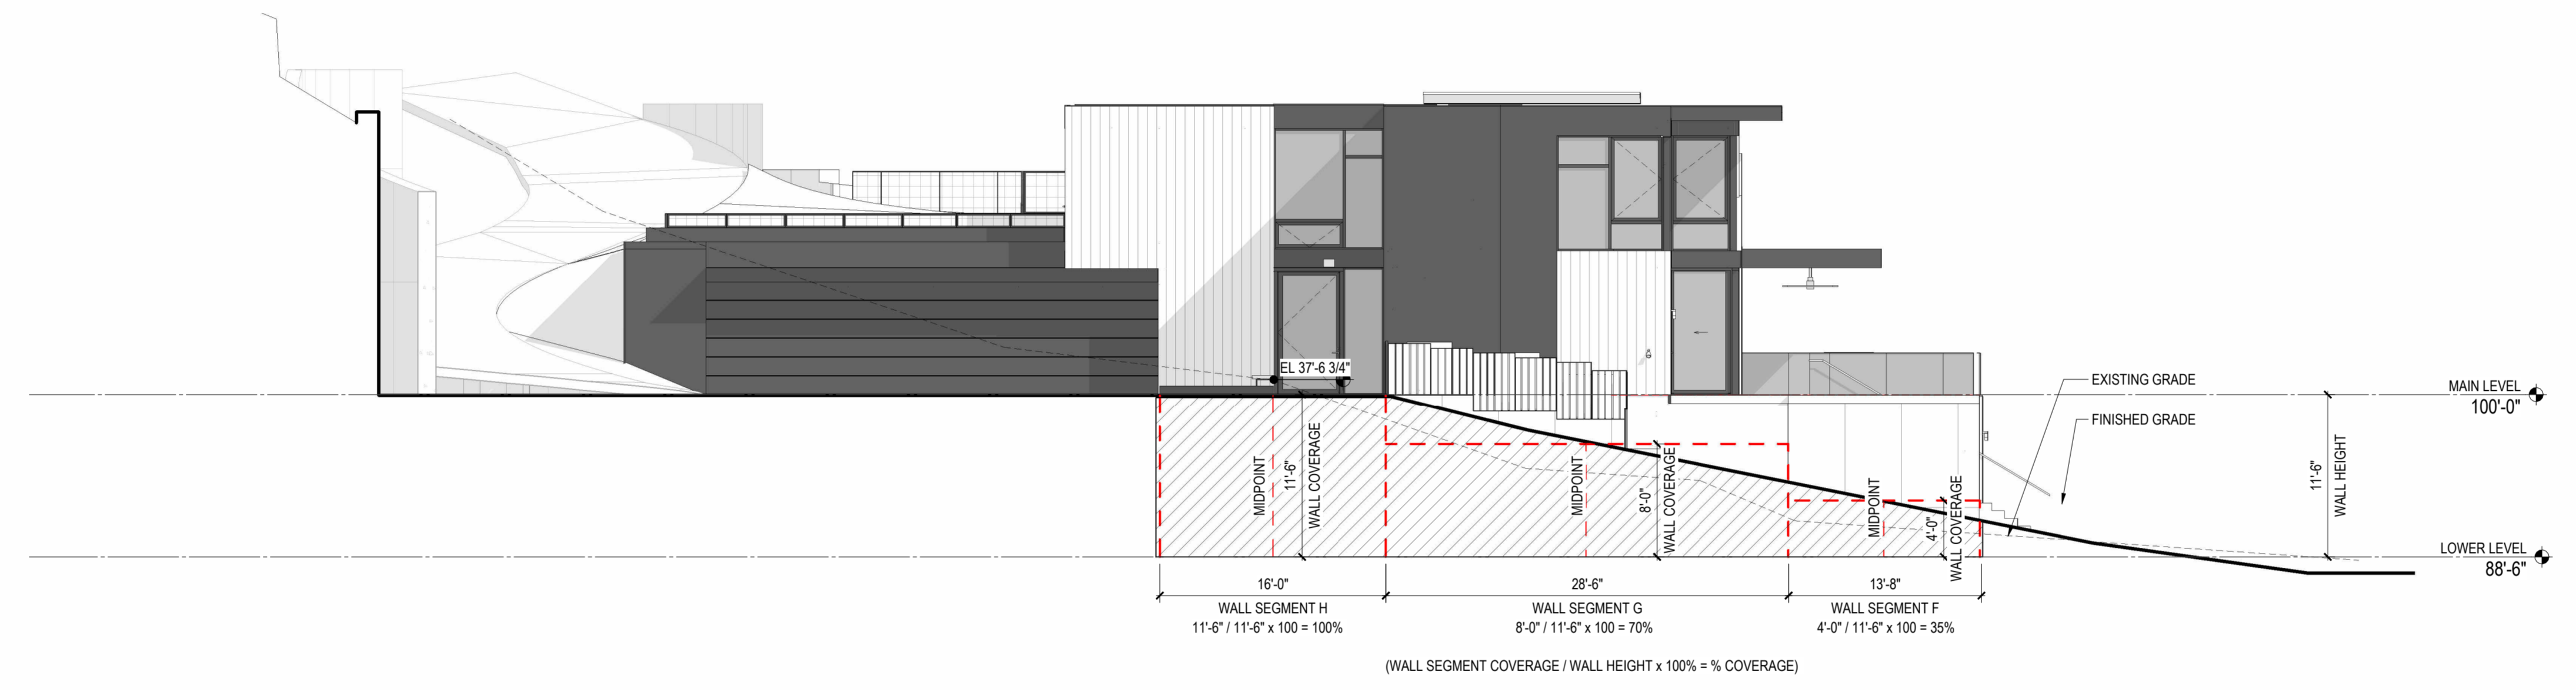 EL 37'-6 3/4"
EXISTING GRADE
FINISHED GRADE
MAIN LEVEL
100'-0"
MIDPOINT
11'-6"
WALL COVERAGE
MIDPOINT
8'-0"
WALL COVERAGE
MIDPOINT
4'-0"
WALL COVERAGE
11'-6"
WALL HEIGHT
LOWER LEVEL
88'-6"
16'-0"
28'-6"
13'-8"
WALL SEGMENT H
WALL SEGMENT G
WALL SEGMENT F
11'-6" / 11'-6" x 100 = 100%
8'-0" / 11'-6" x 100 = 70%
4'-0" / 11'-6" x 100 = 35%
(WALL SEGMENT COVERAGE / WALL HEIGHT x 100% = % COVERAGE)